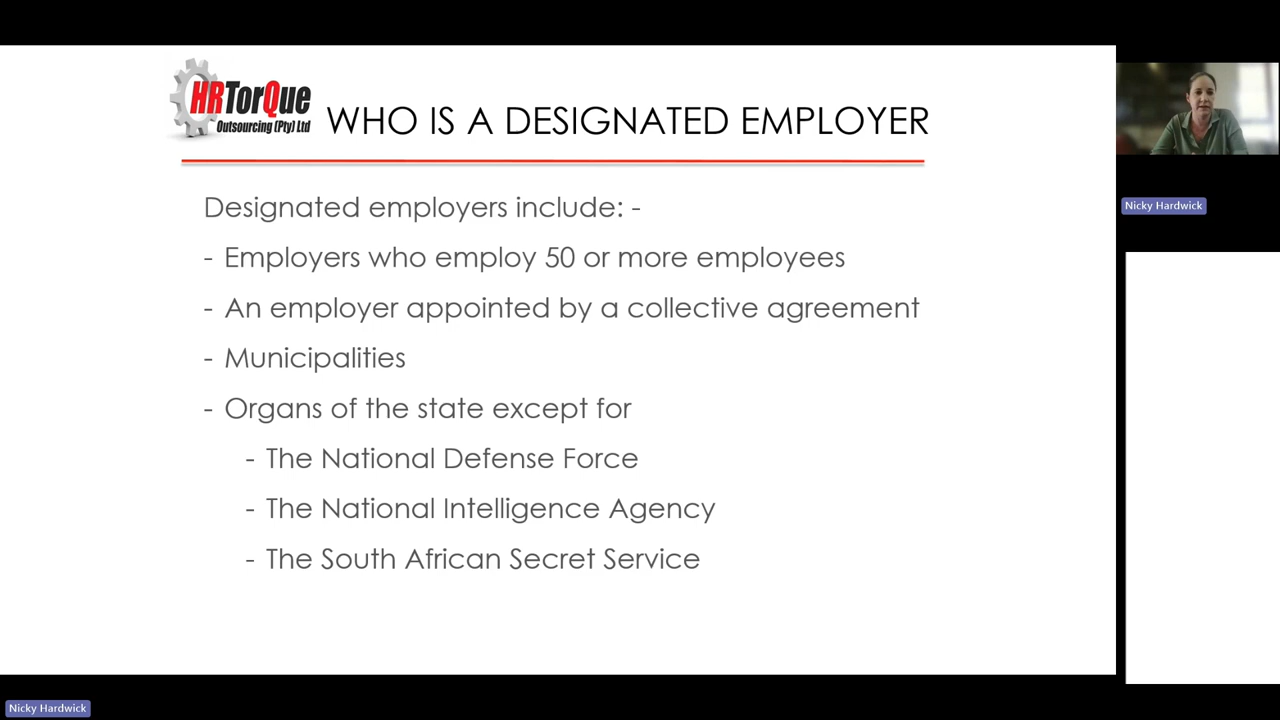 HRTorQue
Outsourcing (Pty) Ltd
WHO IS A DESIGNATED EMPLOYER
Designated employers include: -
- Employers who employ 50 or more employees
- An employer appointed by a collective agreement
- Municipalities
- Organs of the state except for
- The National Defense Force
- The National Intelligence Agency
- The South African Secret Service
Nicky Hardwick
Nicky Hardwick